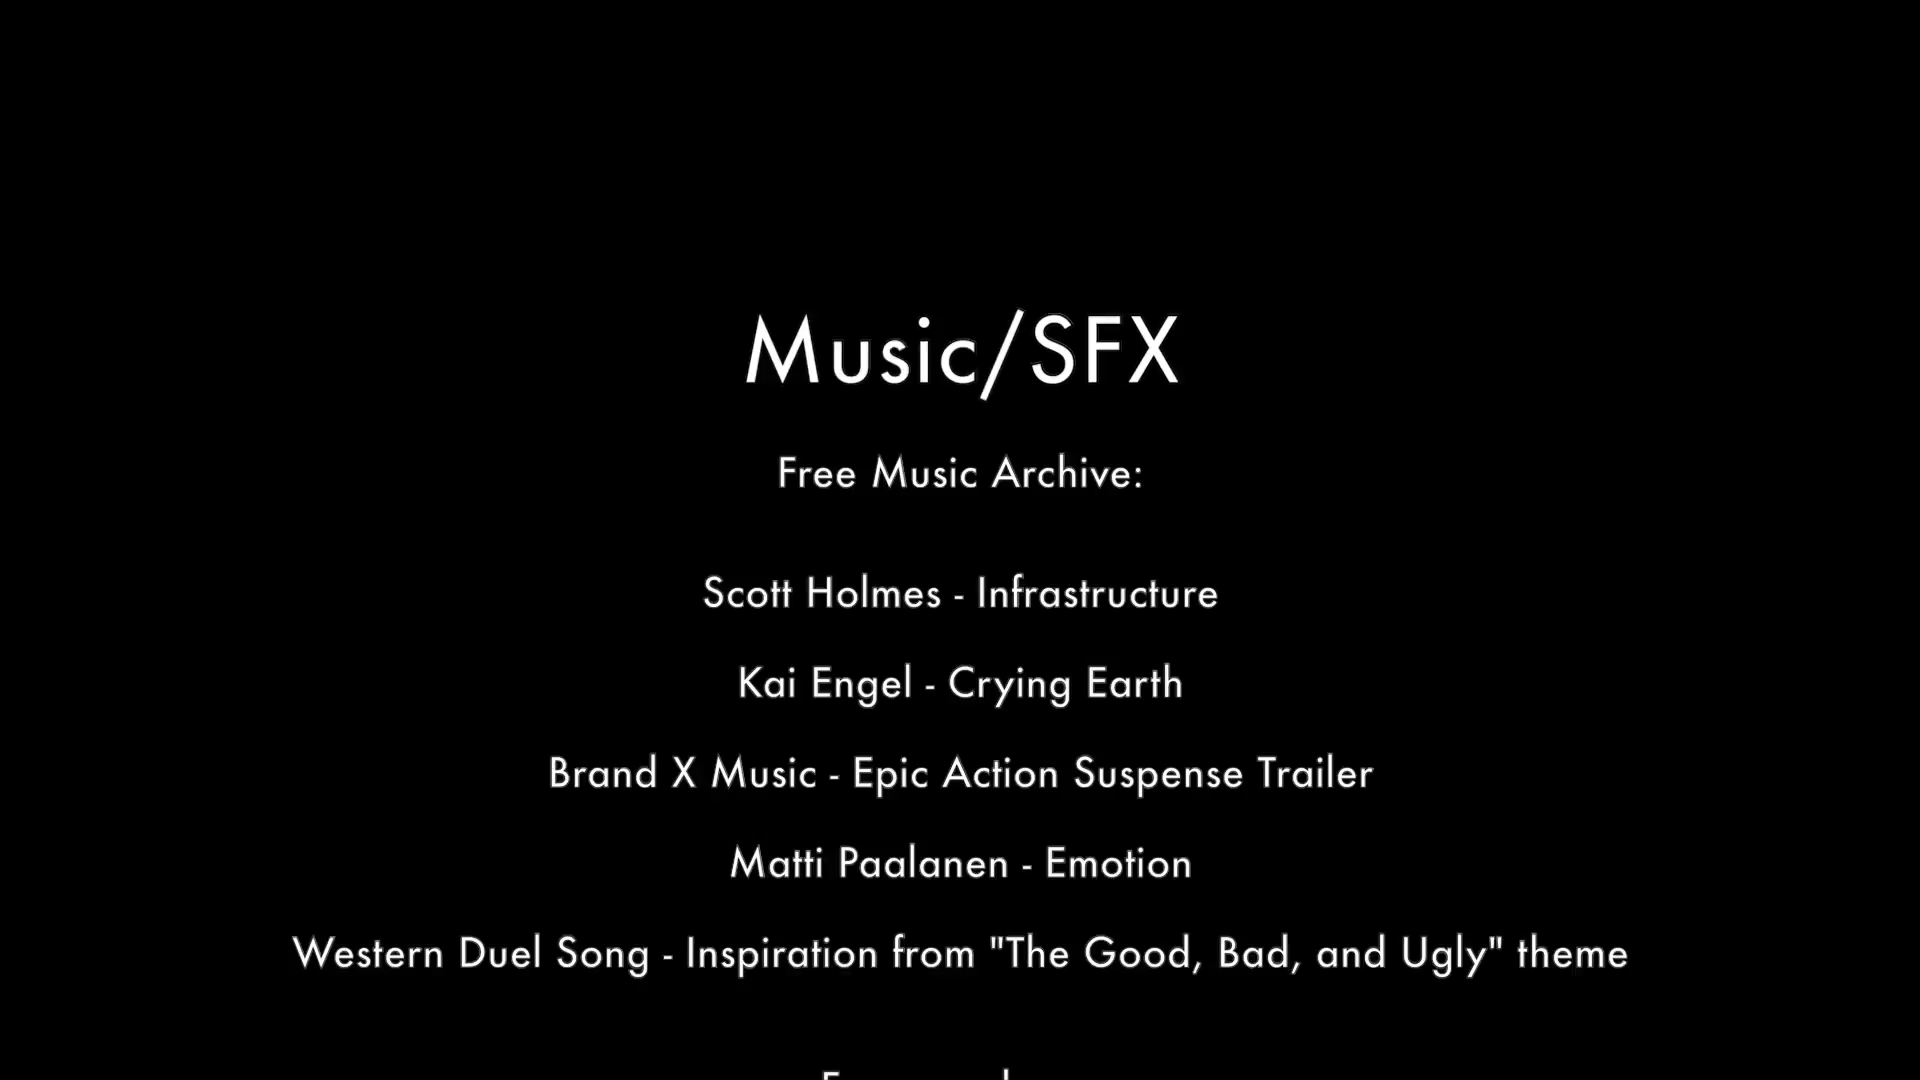 Music/SFX
Free Music Archive:
Scott Holmes - Infrastructure
Kai Engel - Crying Earth
Brand X Music - Epic Action Suspense Trailer
Matti Paalanen - Emotion
Western Duel Song - Inspiration from "The Good, Bad, and Ugly" theme